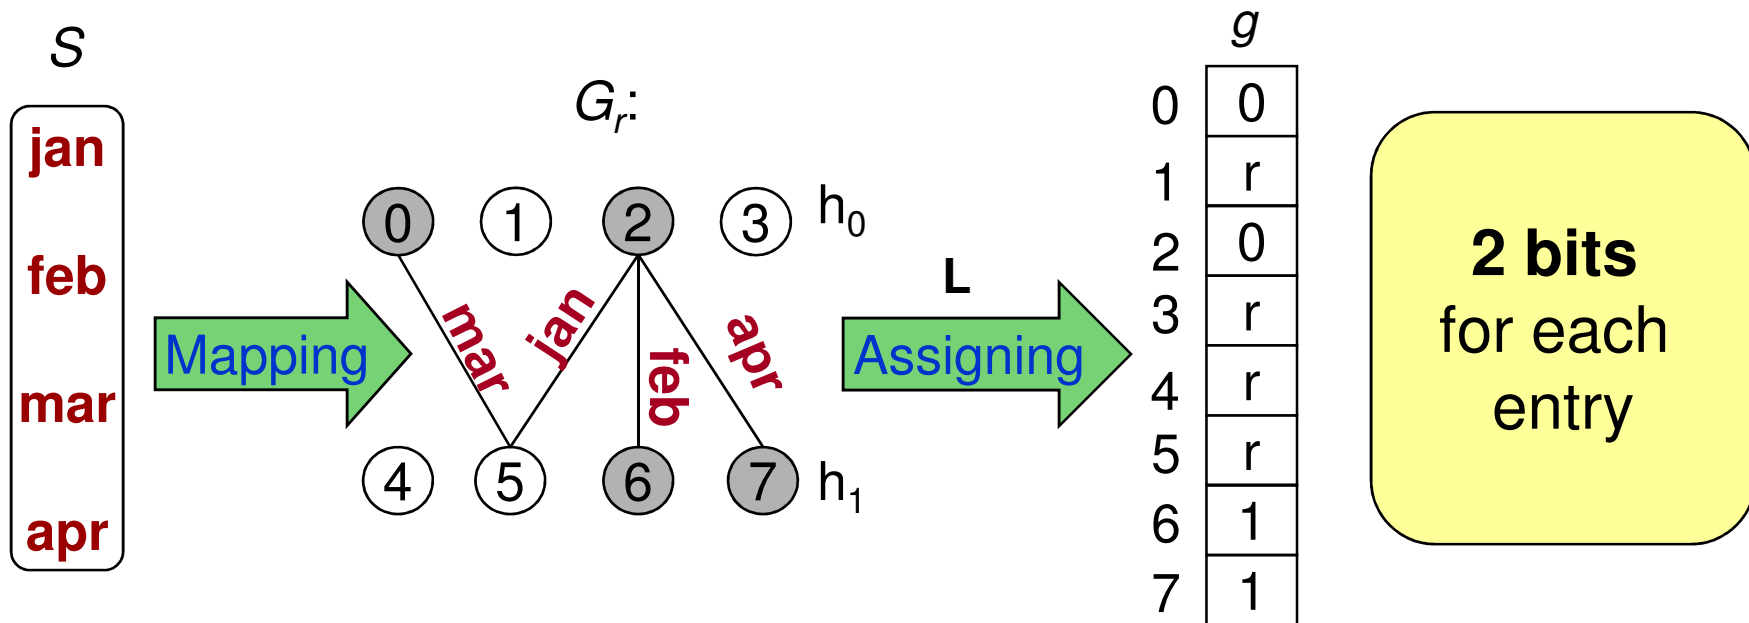 S
jan
feb
mar
apr
Mapping
Gr:
0 1 2 3 h0
mar jan feb apr
4 5 6 7 h1
L
Assigning
g
0 0
1 r
2 0
3 r
4 r
5 r
6 1
7 1
2 bits
for each
entry